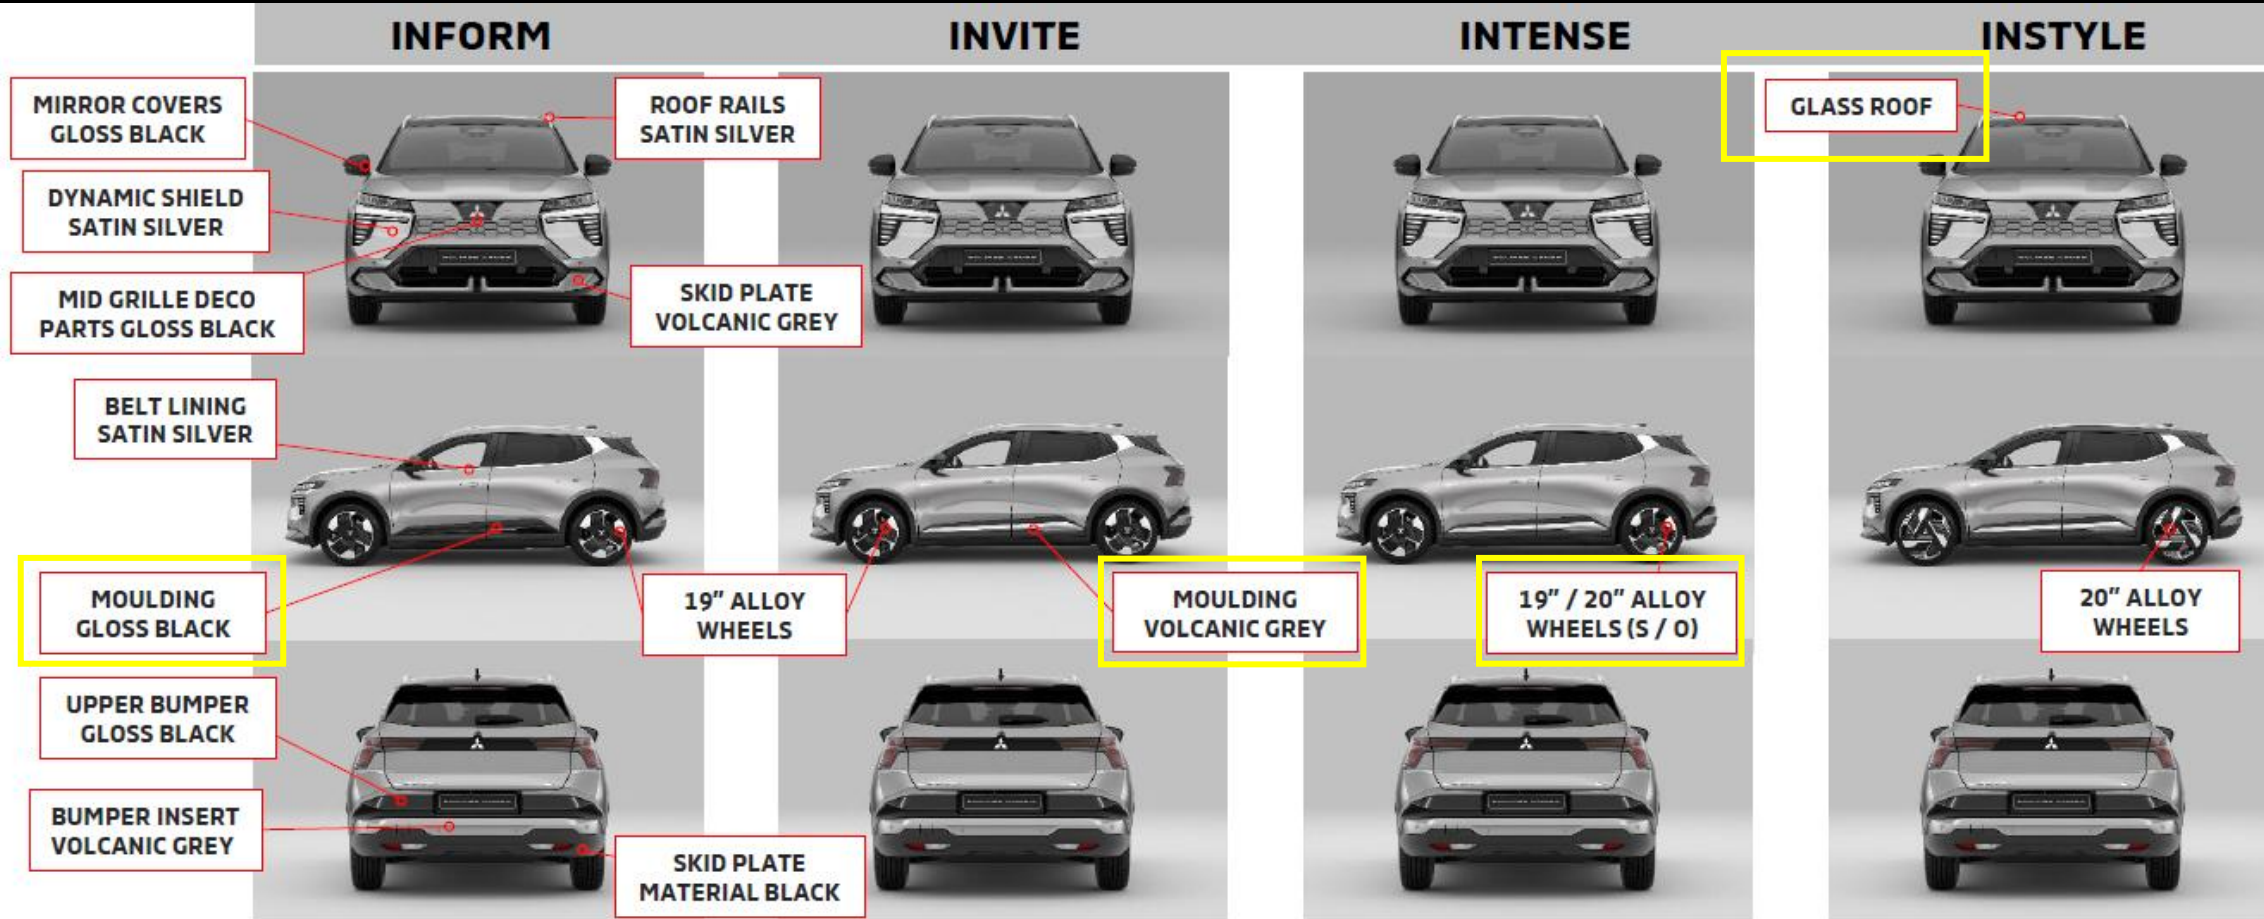 INFORM
INVITE
INTENSE
INSTYLE
MIRROR COVERS
GLOSS BLACK
ROOF RAILS
SATIN SILVER
GLASS ROOF
DYNAMIC SHIELD
SATIN SILVER
MID GRILLE DECO
PARTS GLOSS BLACK
SKID PLATE
VOLCANIC GREY
BELT LINING
SATIN SILVER
MOULDING
GLOSS BLACK
19" ALLOY
WHEELS
MOULDING
VOLCANIC GREY
19" / 20" ALLOY
WHEELS (S / O)
20" ALLOY
WHEELS
UPPER BUMPER
GLOSS BLACK
BUMPER INSERT
VOLCANIC GREY
SKID PLATE
MATERIAL BLACK